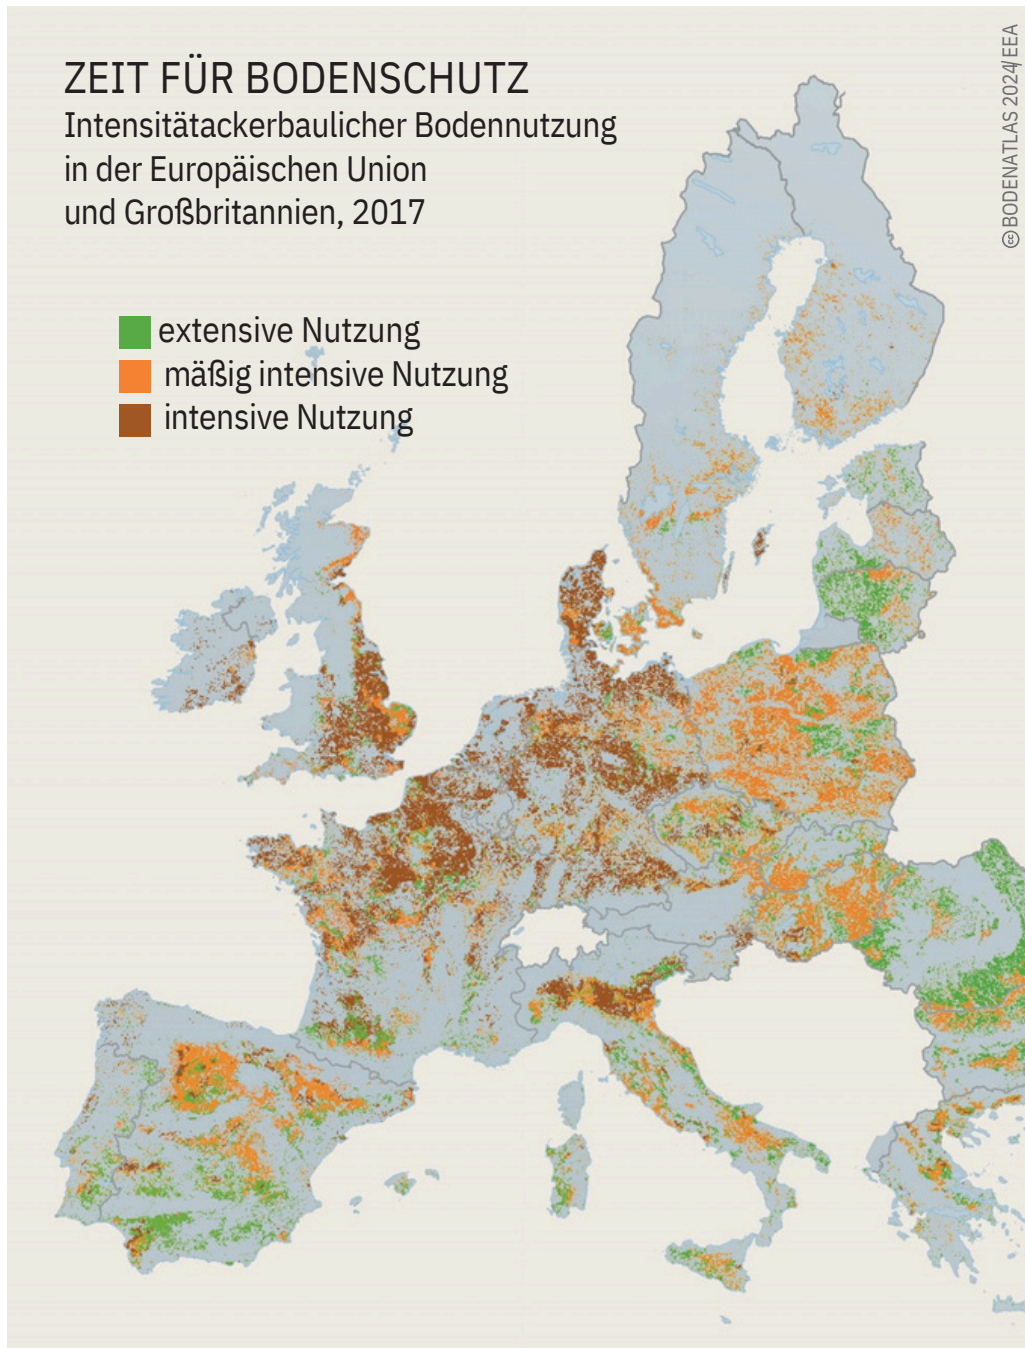 ZEIT FÜR BODENSCHUTZ
Intensitätackerbaulicher Bodennutzung
in der Europäischen Union
und Großbritannien, 2017
extensive Nutzung
mäßig intensive Nutzung
intensive Nutzung
cc BODENATLAS 2024/EEA